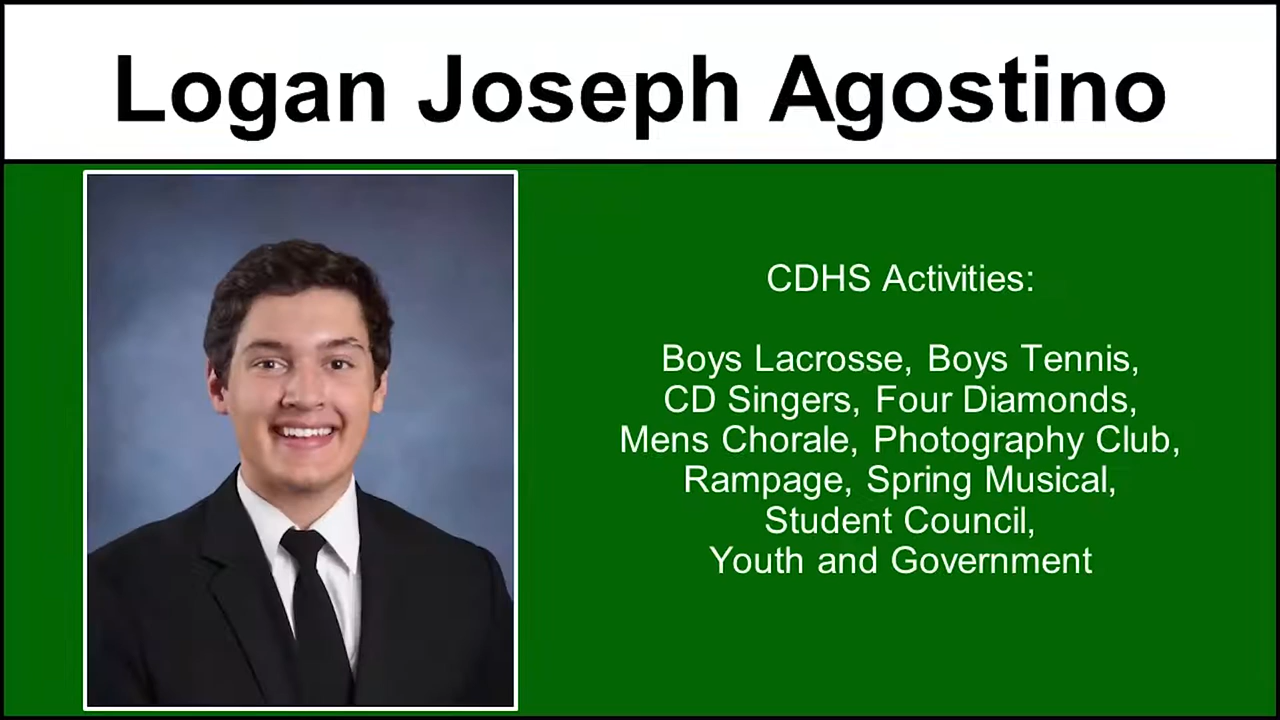 Logan Joseph Agostino
CDHS Activities:
Boys Lacrosse, Boys Tennis,
CD Singers, Four Diamonds,
Mens Chorale, Photography Club,
Rampage, Spring Musical,
Student Council,
Youth and Government